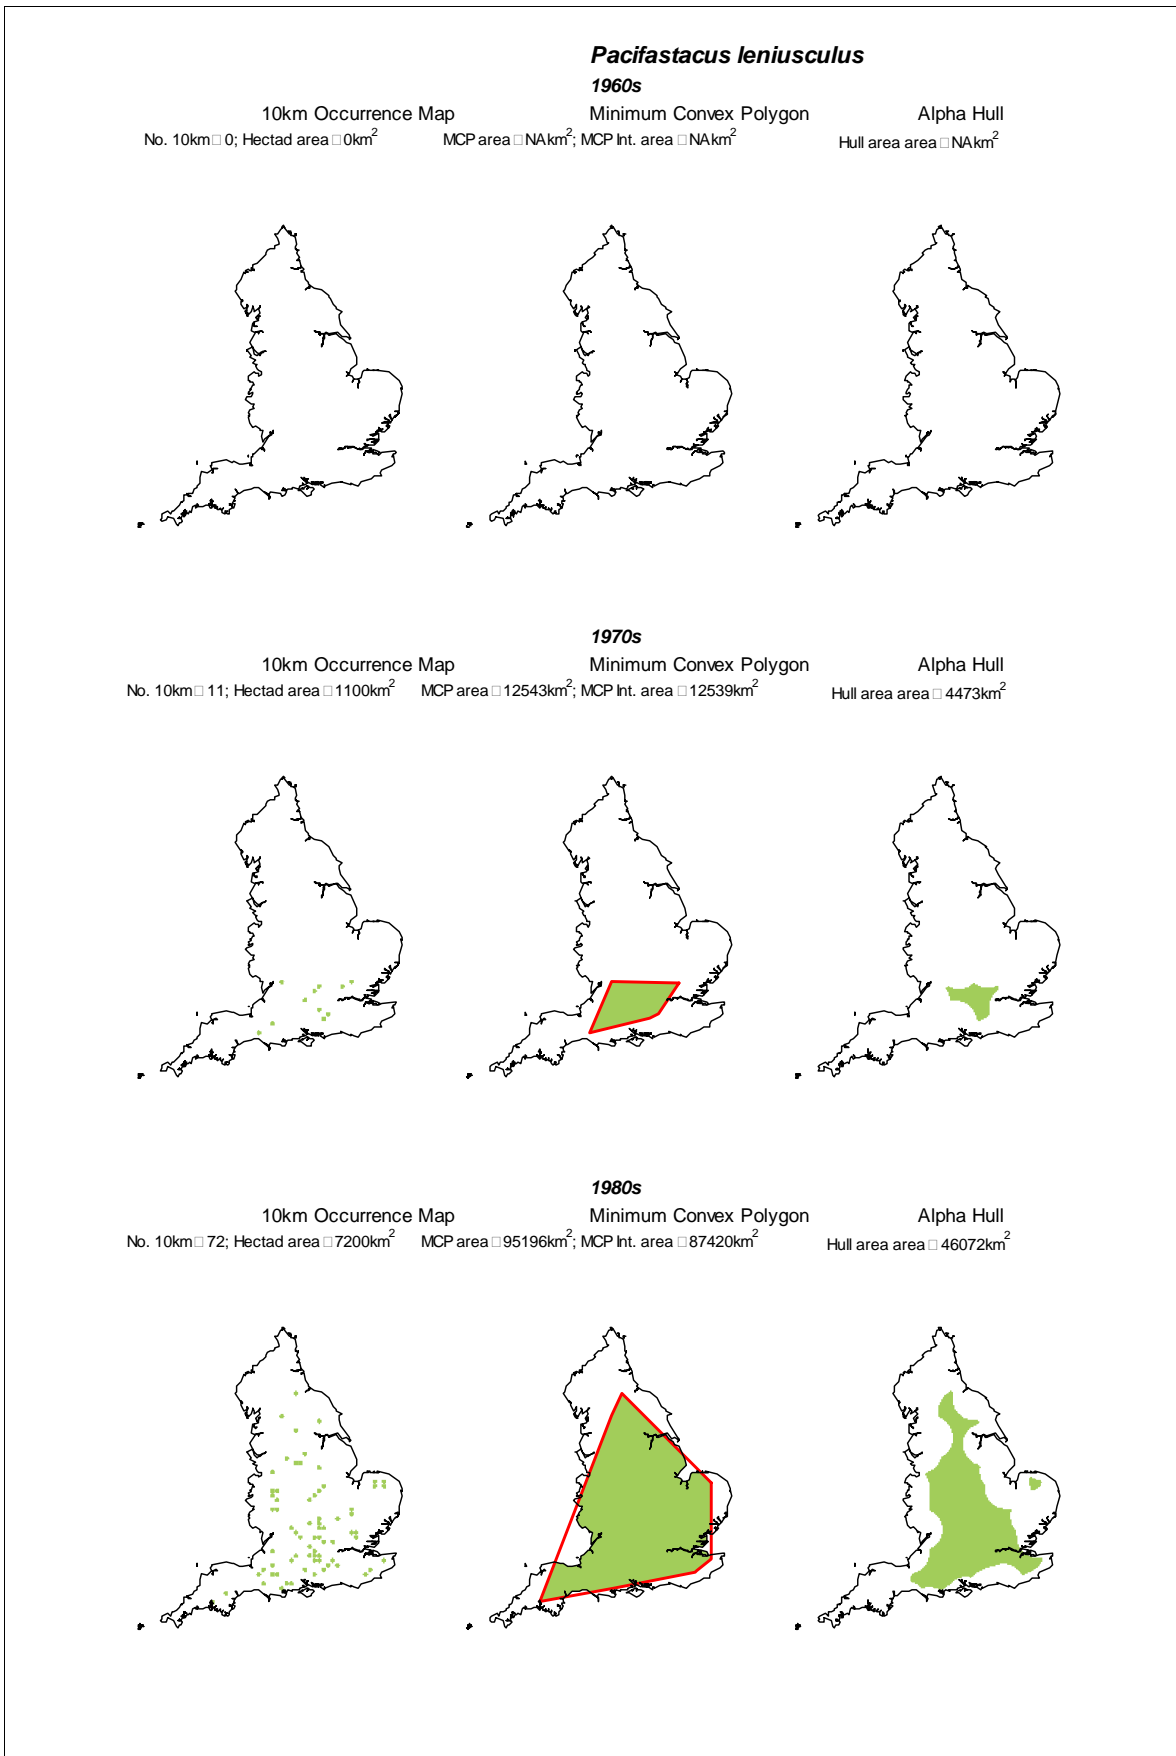 Pacifastacus leniusculus
1960s
10km Occurrence Map Minimum Convex Polygon Alpha Hull
No. 10km□0; Hectad area□0km² MCP area□NAkm²; MCP Int. area□NAkm² Hull area area□NAkm²
1970s
10km Occurrence Map Minimum Convex Polygon Alpha Hull
No. 10km□11; Hectad area□1100km² MCP area□12543km²; MCP Int. area□12539km² Hull area area□4473km²
1980s
10km Occurrence Map Minimum Convex Polygon Alpha Hull
No. 10km□72; Hectad area□7200km² MCP area□95196km²; MCP Int. area□87420km² Hull area area□46072km²